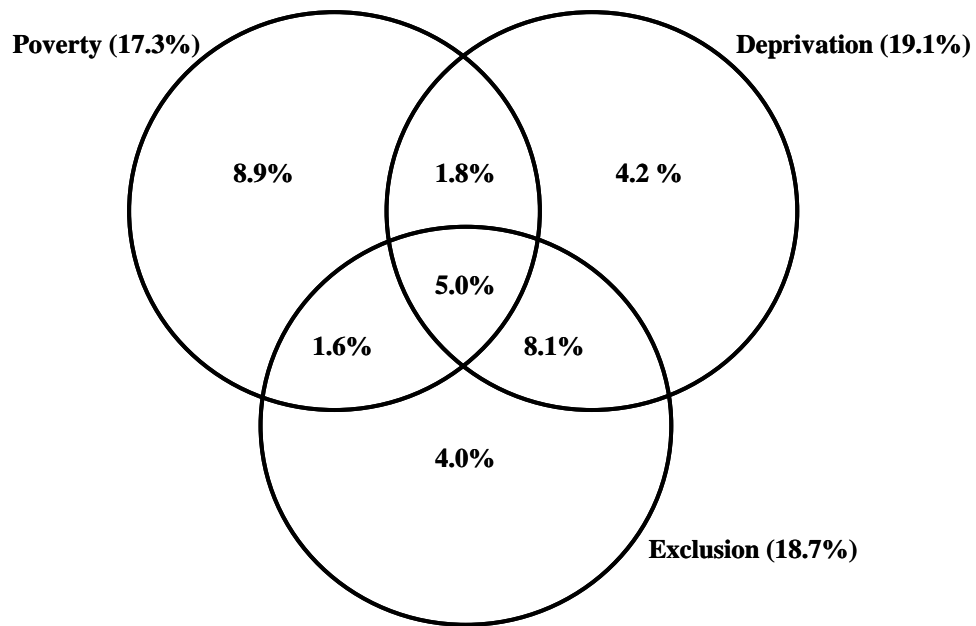 Poverty (17.3%)
Deprivation (19.1%)
8.9%
1.8%
4.2 %
5.0%
1.6%
8.1%
4.0%
Exclusion (18.7%)